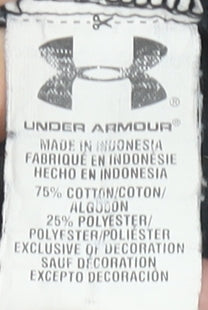 ®
UNDER ARMOUR®
MADE IN INDONESIA
FABRIQUÉ EN INDONÉSIE
HECHO EN INDONESIA
75% COTTON/COTON/
ALGODON
25% POLYESTER/
POLYESTER/POLIÉSTER
EXCLUSIVE OF DECORATION
SAUF DÉCORATION
EXCEPTO DECORACIÓN